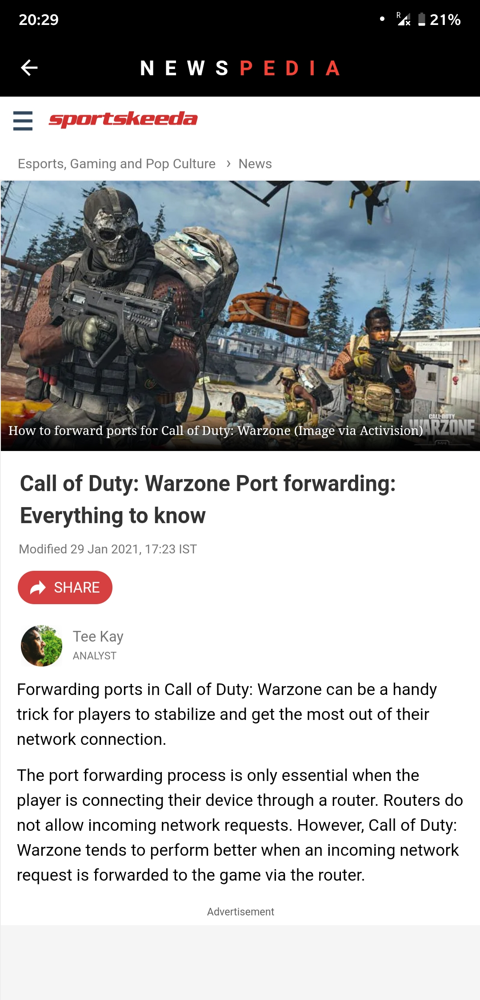 20:29
R
21%
NEWSPEDIA
sportskeeda
Esports, Gaming and Pop Culture › News
АДМИНИСТРАЦИЯ
CALL OF DUTY
WARZONE
MW
How to forward ports for Call of Duty: Warzone (Image via Activision)
Call of Duty: Warzone Port forwarding:
Everything to know
Modified 29 Jan 2021, 17:23 IST
SHARE
Tee Kay
ANALYST
Forwarding ports in Call of Duty: Warzone can be a handy
trick for players to stabilize and get the most out of their
network connection.
The port forwarding process is only essential when the
player is connecting their device through a router. Routers do
not allow incoming network requests. However, Call of Duty:
Warzone tends to perform better when an incoming network
request is forwarded to the game via the router.
Advertisement